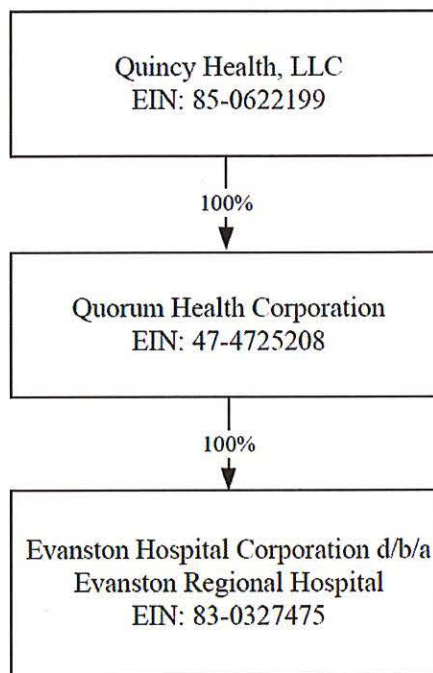 Quincy Health, LLC
EIN: 85-0622199
100%
Quorum Health Corporation
EIN: 47-4725208
100%
Evanston Hospital Corporation d/b/a
Evanston Regional Hospital
EIN: 83-0327475